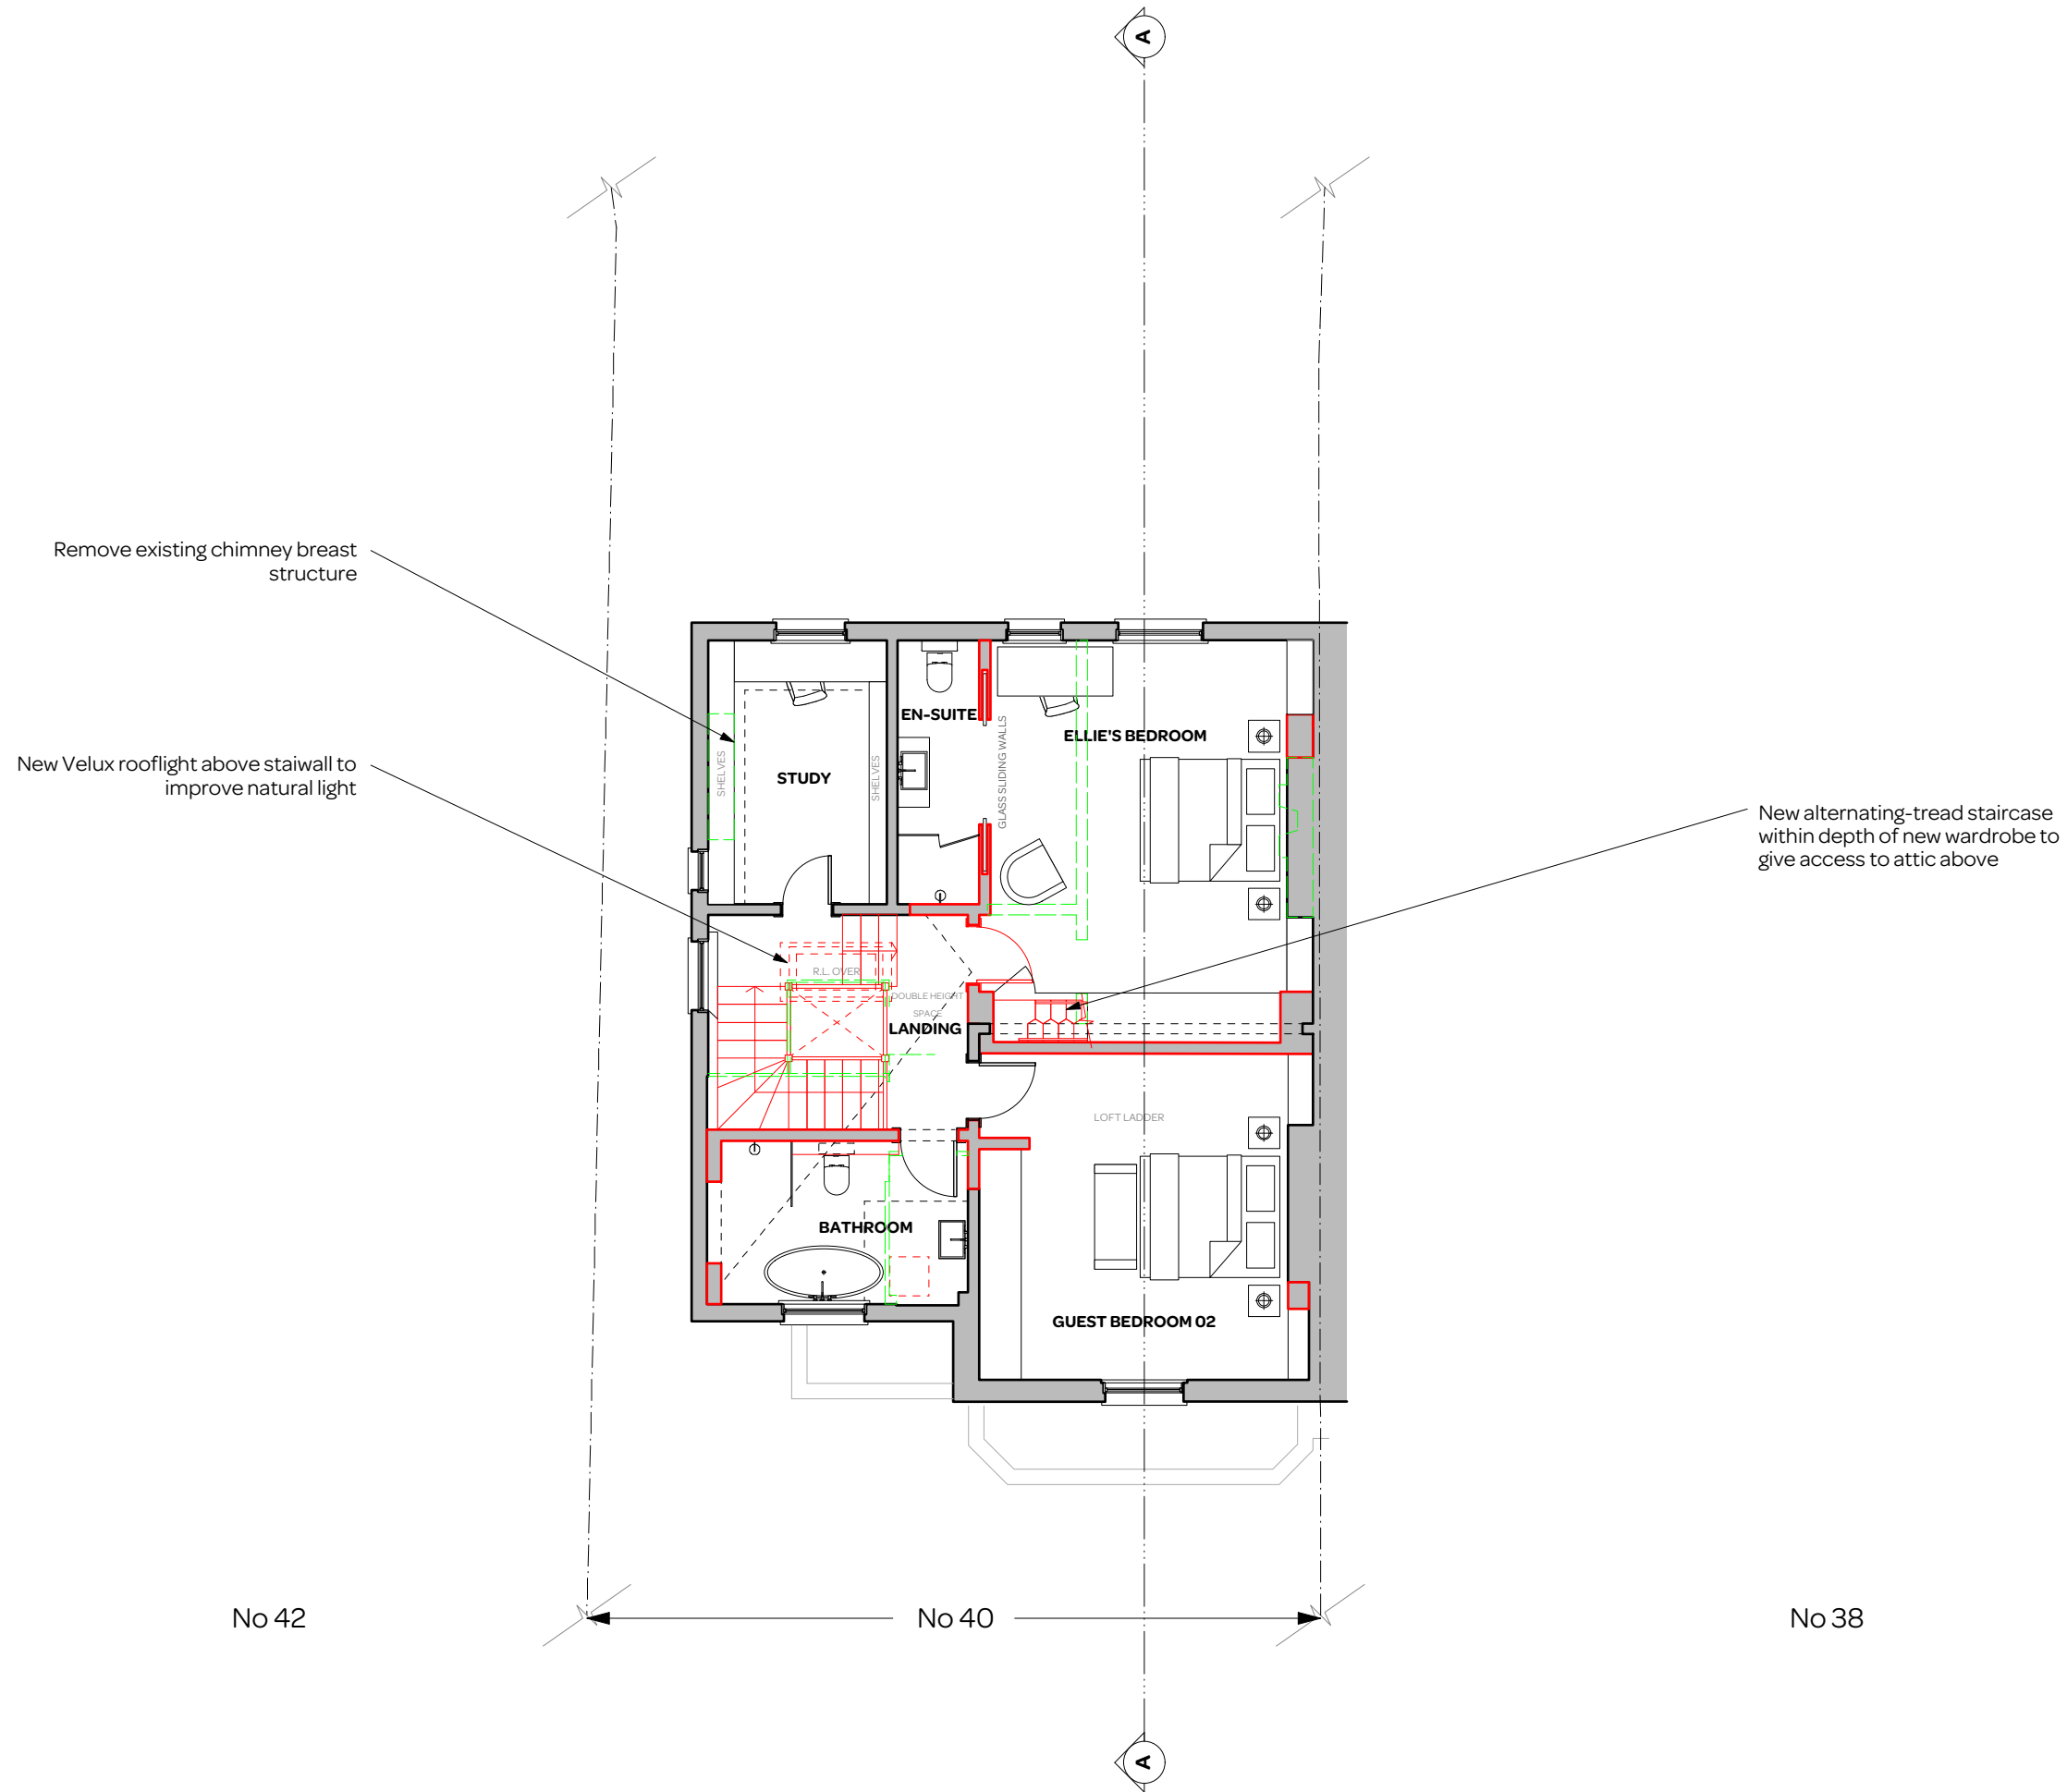 A
Remove existing chimney breast
structure
New Velux rooflight above staiwall to
improve natural light
EN-SUITE
ELLIE'S BEDROOM
GLASS SLIDING WALLS
STUDY
SHELVES
SHELVES
New alternating-tread staircase
within depth of new wardrobe to
give access to attic above
R.L. OVER
DOUBLE HEIGHT
SPACE
LANDING
LOFT LADDER
BATHROOM
GUEST BEDROOM 02
No 42
No 40
No 38
A